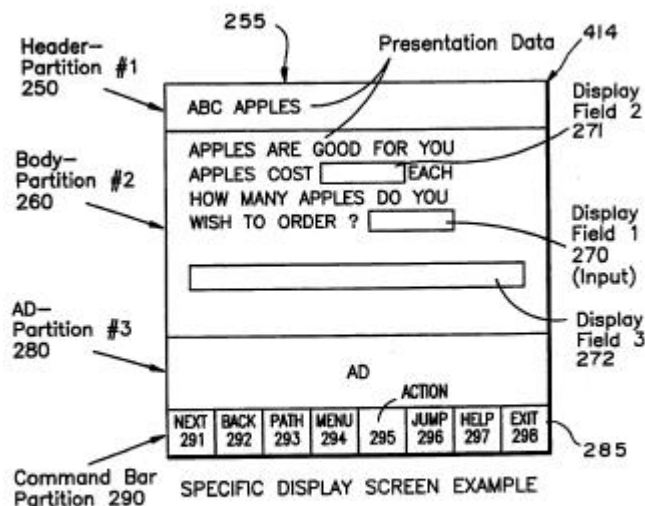 255
Presentation Data
414
Header—
Partition #1
250
ABC APPLES
Display
Field 2
271
Body—
Partition #2
260
APPLES ARE GOOD FOR YOU
APPLES COST EACH
HOW MANY APPLES DO YOU
WISH TO ORDER ?
Display
Field 1
270
(Input)
Display
Field 3
272
AD—
Partition #3
280
AD
ACTION
NEXT BACK PATH MENU JUMP HELP EXIT
291 292 293 294 295 296 297 298
285
Command Bar
Partition 290
SPECIFIC DISPLAY SCREEN EXAMPLE